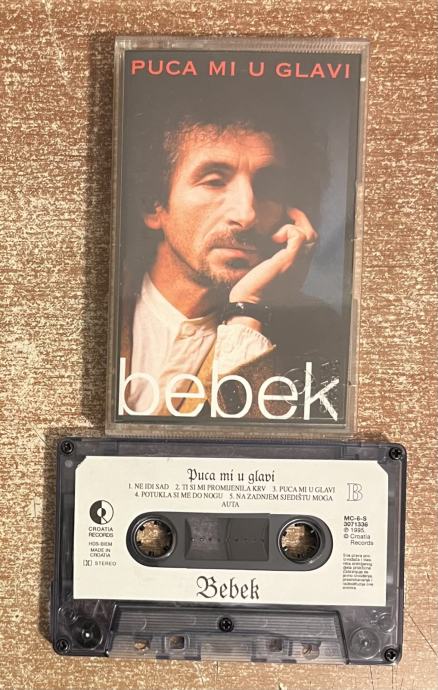 PUCA MI U GLAVI
bebek
Puca mi u glavi
1. NE IDI SAD 2. TI SI MI PROMIJENILA KRV 3. PUCA MI U GLAVI
4. POTUKLA SI ME DO NOGU 5. NA ZADNJEM SJEDIŠTU MOGA
AUTA
B
CROATIA
RECORDS
HDS-BIEM
MADE IN
CROATIA
STEREO
MC-6-S
3071336
℗ 1995.
© Croatia
Records
Bebek